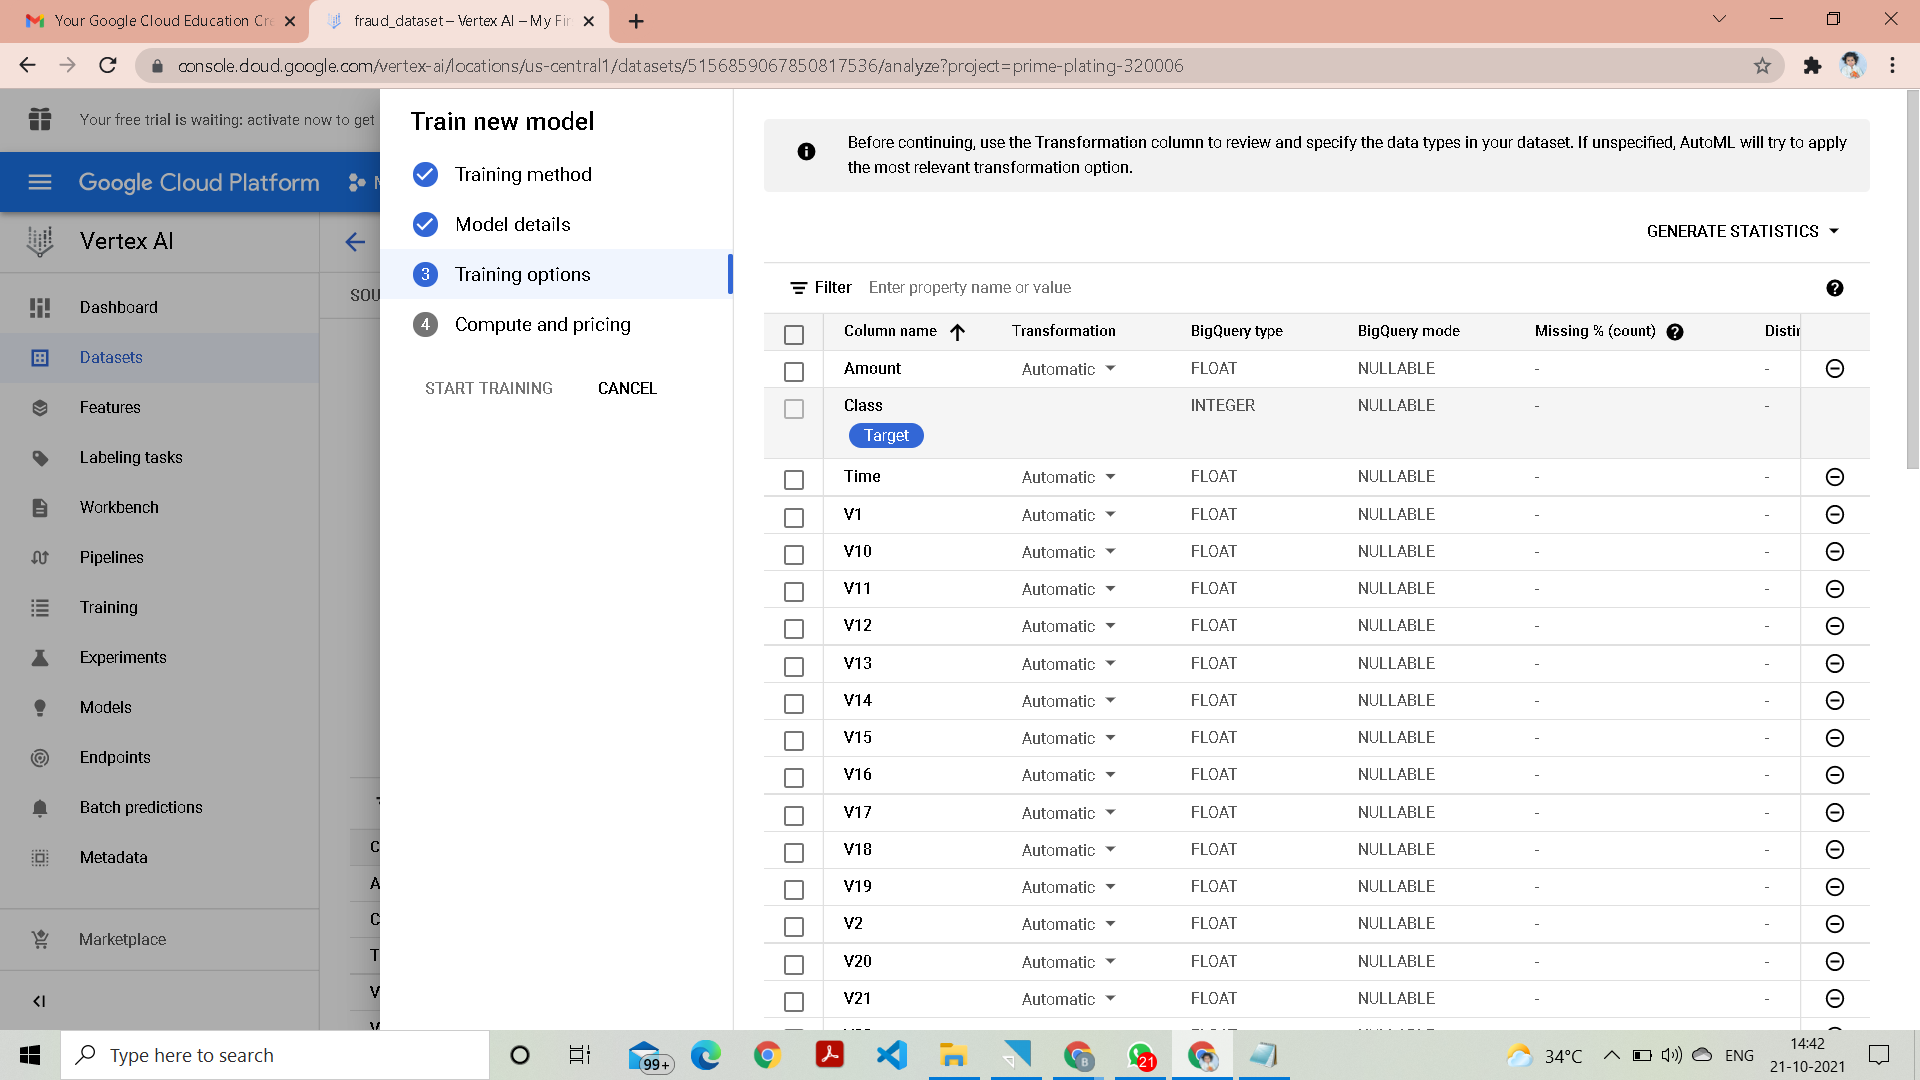 Your Google Cloud Education Cre
fraud_dataset – Vertex AI – My Fir
console.cloud.google.com/vertex-ai/locations/us-central1/datasets/5156859067850817536/analyze?project=prime-plating-320006
Your free trial is waiting: activate now to get
Google Cloud Platform
Vertex AI
SOU
Dashboard
Datasets
Features
Labeling tasks
Workbench
Pipelines
Training
Experiments
Models
Endpoints
Batch predictions
Metadata
Marketplace
C
A
C
T
V
V
Train new model
Training method
Model details
3 Training options
4 Compute and pricing
START TRAINING CANCEL
Before continuing, use the Transformation column to review and specify the data types in your dataset. If unspecified, AutoML will try to apply
the most relevant transformation option.
GENERATE STATISTICS
Filter Enter property name or value
Column name Transformation BigQuery type BigQuery mode Missing % (count) Distir
Amount Automatic FLOAT NULLABLE - -
Class INTEGER NULLABLE - -
Target
Time Automatic FLOAT NULLABLE - -
V1 Automatic FLOAT NULLABLE - -
V10 Automatic FLOAT NULLABLE - -
V11 Automatic FLOAT NULLABLE - -
V12 Automatic FLOAT NULLABLE - -
V13 Automatic FLOAT NULLABLE - -
V14 Automatic FLOAT NULLABLE - -
V15 Automatic FLOAT NULLABLE - -
V16 Automatic FLOAT NULLABLE - -
V17 Automatic FLOAT NULLABLE - -
V18 Automatic FLOAT NULLABLE - -
V19 Automatic FLOAT NULLABLE - -
V2 Automatic FLOAT NULLABLE - -
V20 Automatic FLOAT NULLABLE - -
V21 Automatic FLOAT NULLABLE - -
Type here to search
99+
B
21
34°C
ENG
14:42
21-10-2021